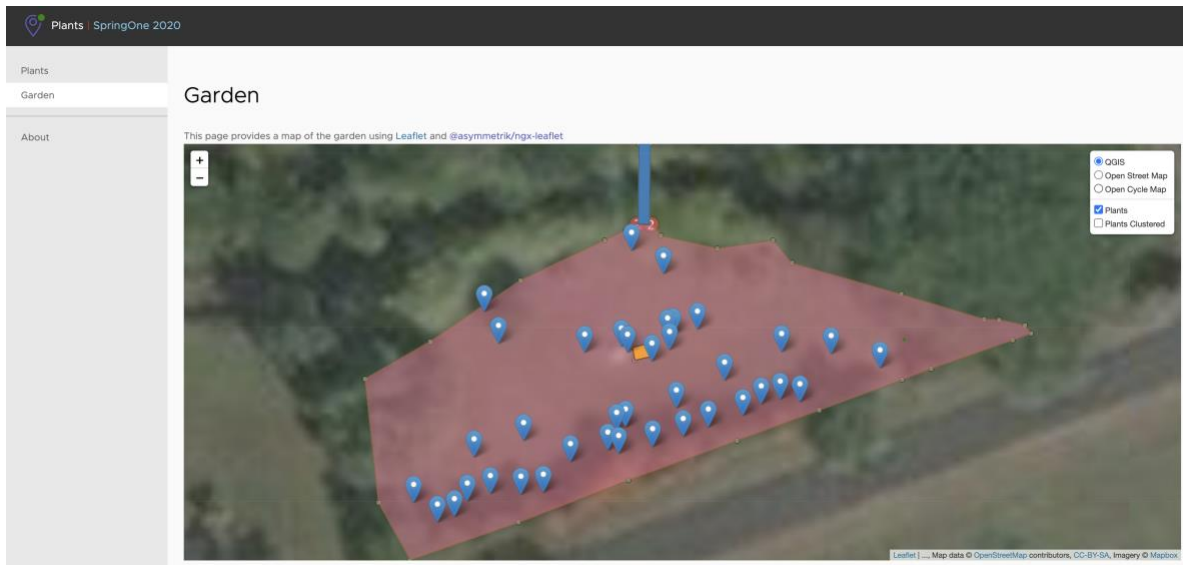 Plants | SpringOne 2020
Plants
Garden
About
Garden
This page provides a map of the garden using Leaflet and @asymmetrik/ngx-leaflet
+
−
QGIS
Open Street Map
Open Cycle Map
Plants
Plants Clustered
2
Leaflet | ..., Map data © OpenStreetMap contributors, CC-BY-SA, Imagery © Mapbox